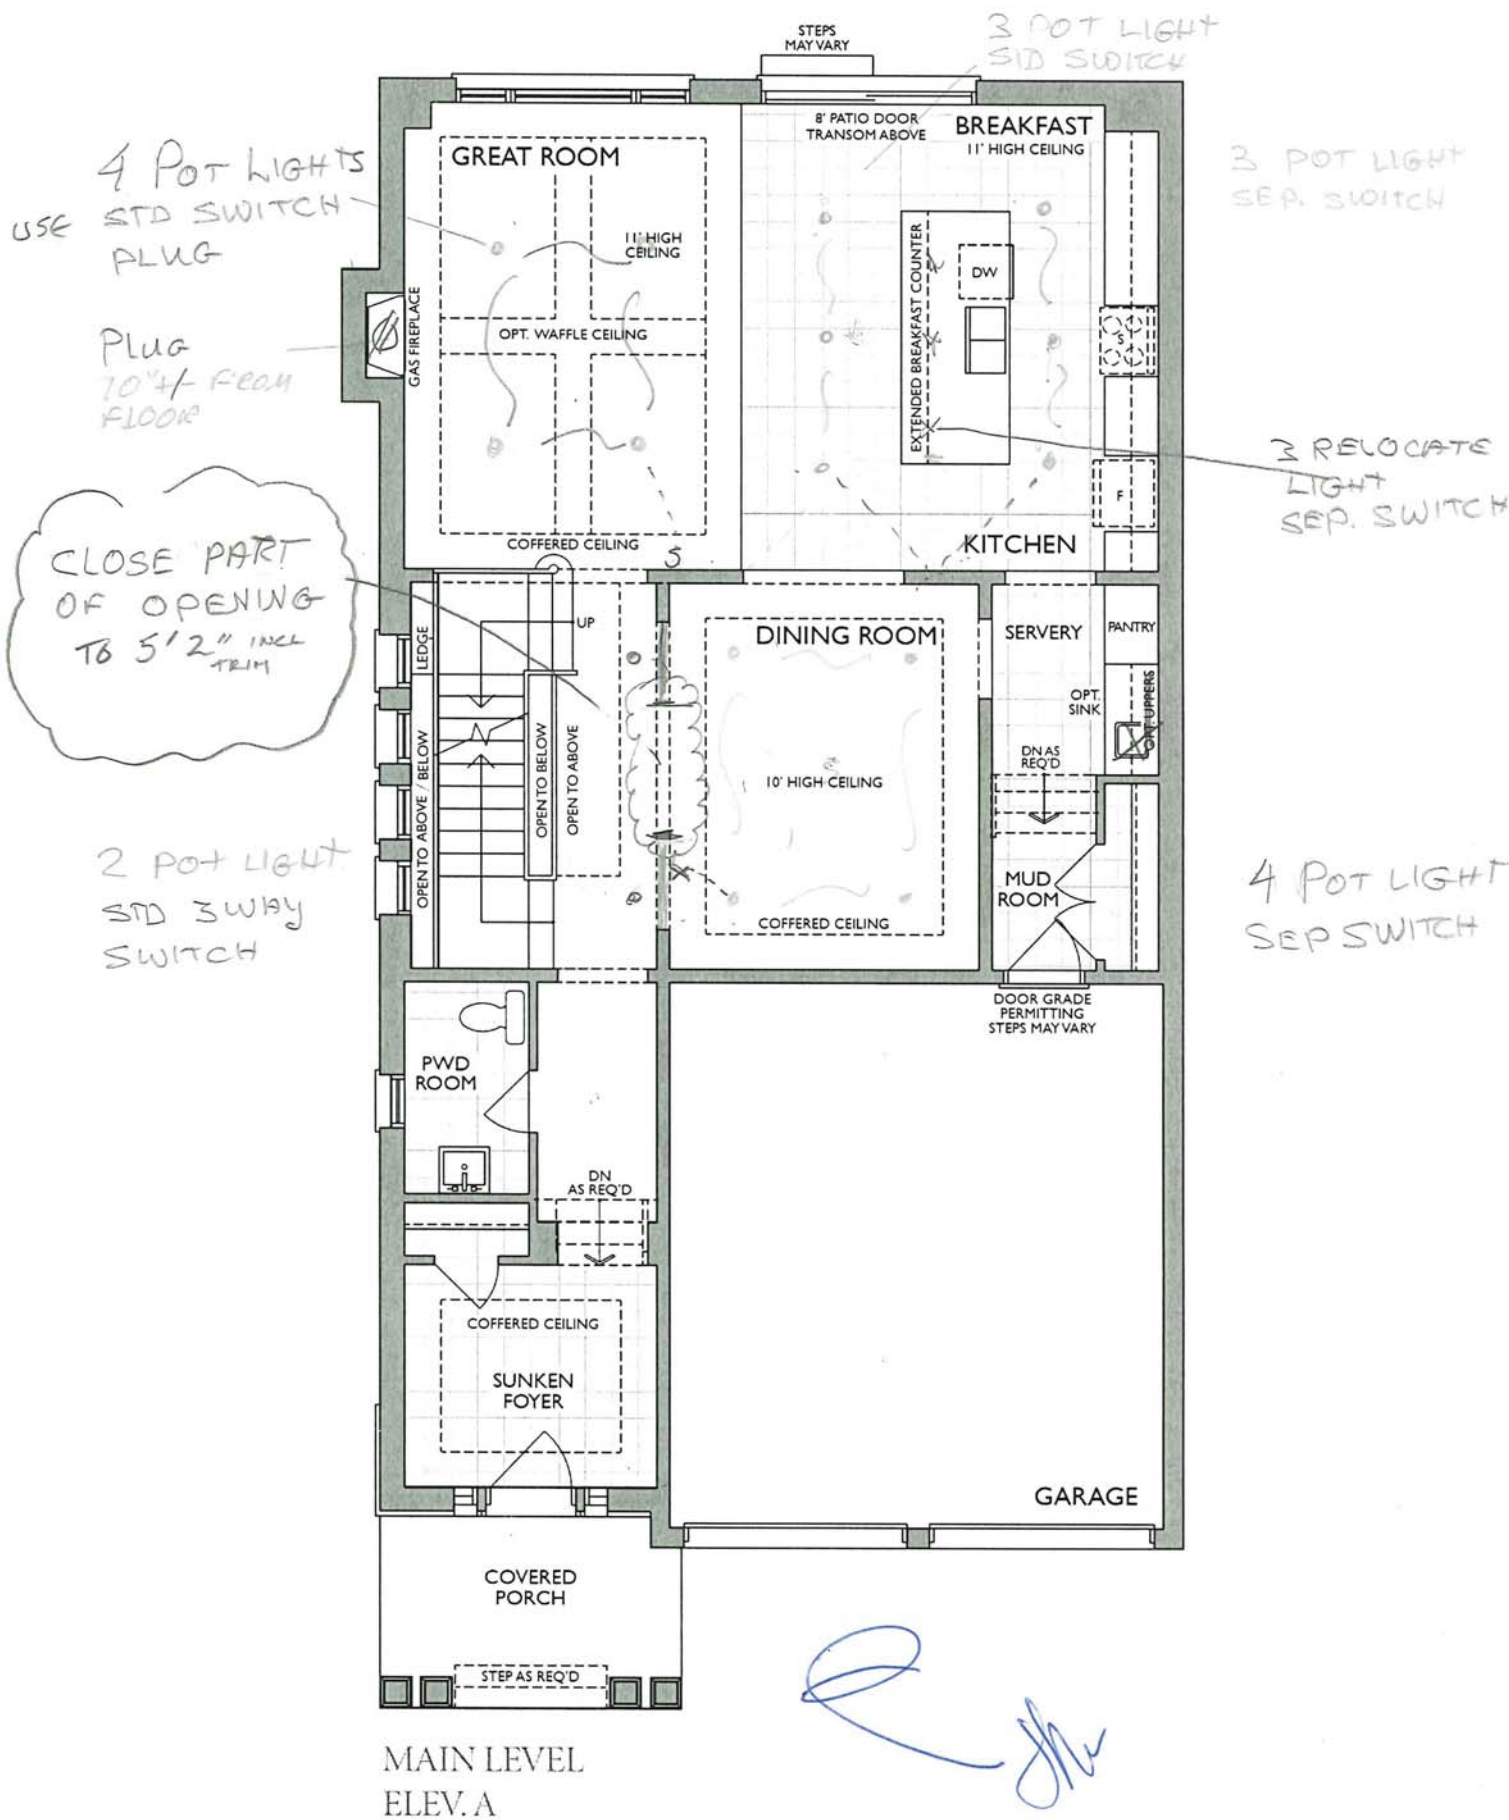 STEPS
MAY VARY
3 POT LIGHT
STD SWITCH
8' PATIO DOOR
TRANSOM ABOVE
BREAKFAST
11' HIGH CEILING
4 POT LIGHTS
USE STD SWITCH
PLUG
GREAT ROOM
11' HIGH
CEILING
3 POT LIGHT
SEP. SWITCH
EXTENDED BREAKFAST COUNTER
DW
GAS FIREPLACE
OPT. WAFFLE CEILING
S
PLUG
70" +/- FROM
FLOOR
3 RELOCATE
LIGHT
SEP. SWITCH
F
COFFERED CEILING
KITCHEN
S
CLOSE PART
OF OPENING
TO 5'2" INCL
TRIM
LEDGE
UP
DINING ROOM
SERVERY
PANTRY
OPT.
SINK
OPT. UPPERS
OPEN TO ABOVE / BELOW
OPEN TO BELOW
OPEN TO ABOVE
10' HIGH CEILING
DN AS
REQ'D
2 POT LIGHT
STD 3WAY
SWITCH
MUD
ROOM
4 POT LIGHT
SEP SWITCH
COFFERED CEILING
DOOR GRADE
PERMITTING
STEPS MAY VARY
PWD
ROOM
DN
AS REQ'D
COFFERED CEILING
SUNKEN
FOYER
GARAGE
COVERED
PORCH
STEP AS REQ'D
MAIN LEVEL
ELEV. A